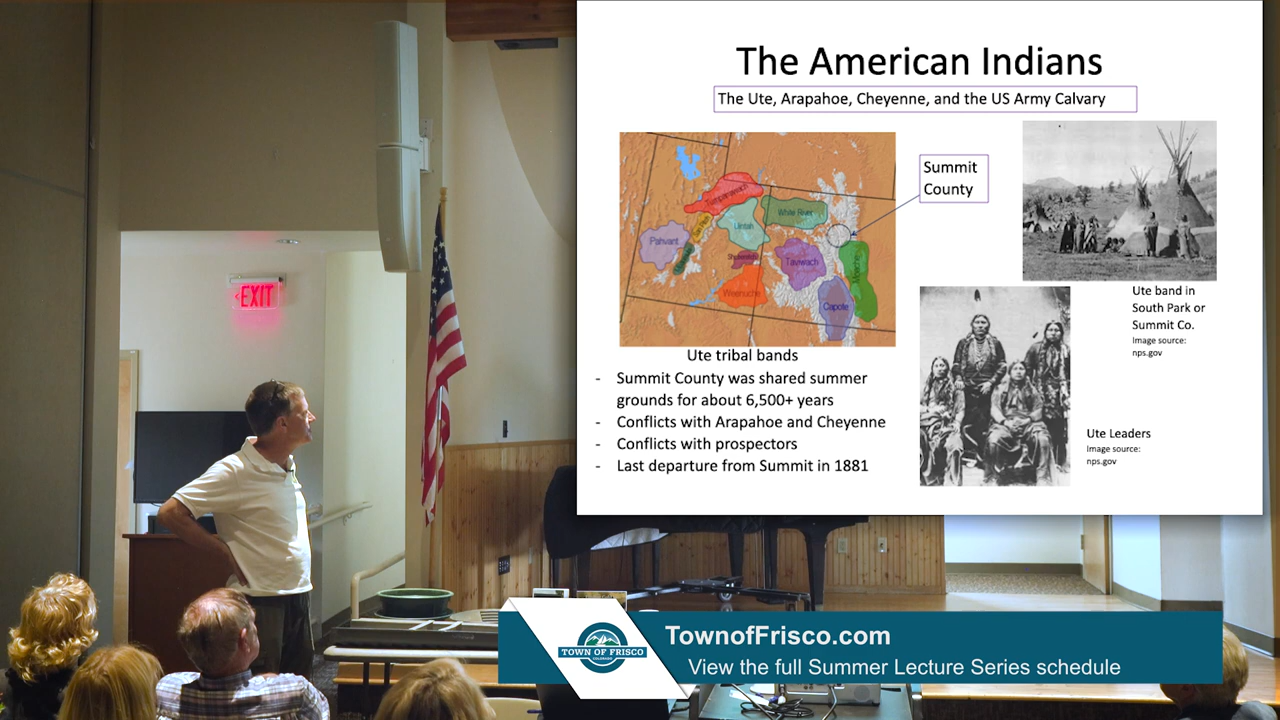 The American Indians
The Ute, Arapahoe, Cheyenne, and the US Army Calvary
Summit
County
White River
Uintah
Pahvant
Taviwach
Weenuche
Capote
Ute tribal bands
- Summit County was shared summer
grounds for about 6,500+ years
- Conflicts with Arapahoe and Cheyenne
- Conflicts with prospectors
- Last departure from Summit in 1881
Ute band in
South Park or
Summit Co.
Image source:
nps.gov
Ute Leaders
Image source:
nps.gov
EXIT
TOWN OF FRISCO
COLORADO
TownofFrisco.com
View the full Summer Lecture Series schedule